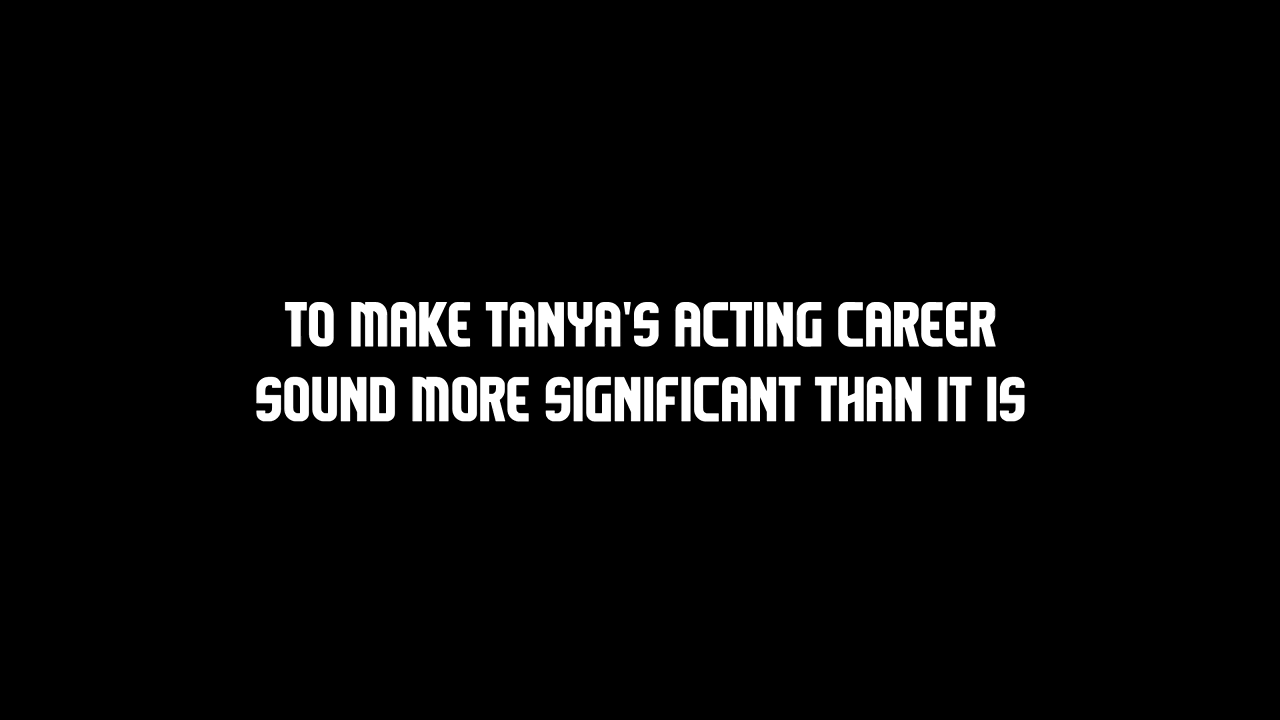 TO MAKE TANYA'S ACTING CAREER
SOUND MORE SIGNIFICANT THAN IT IS